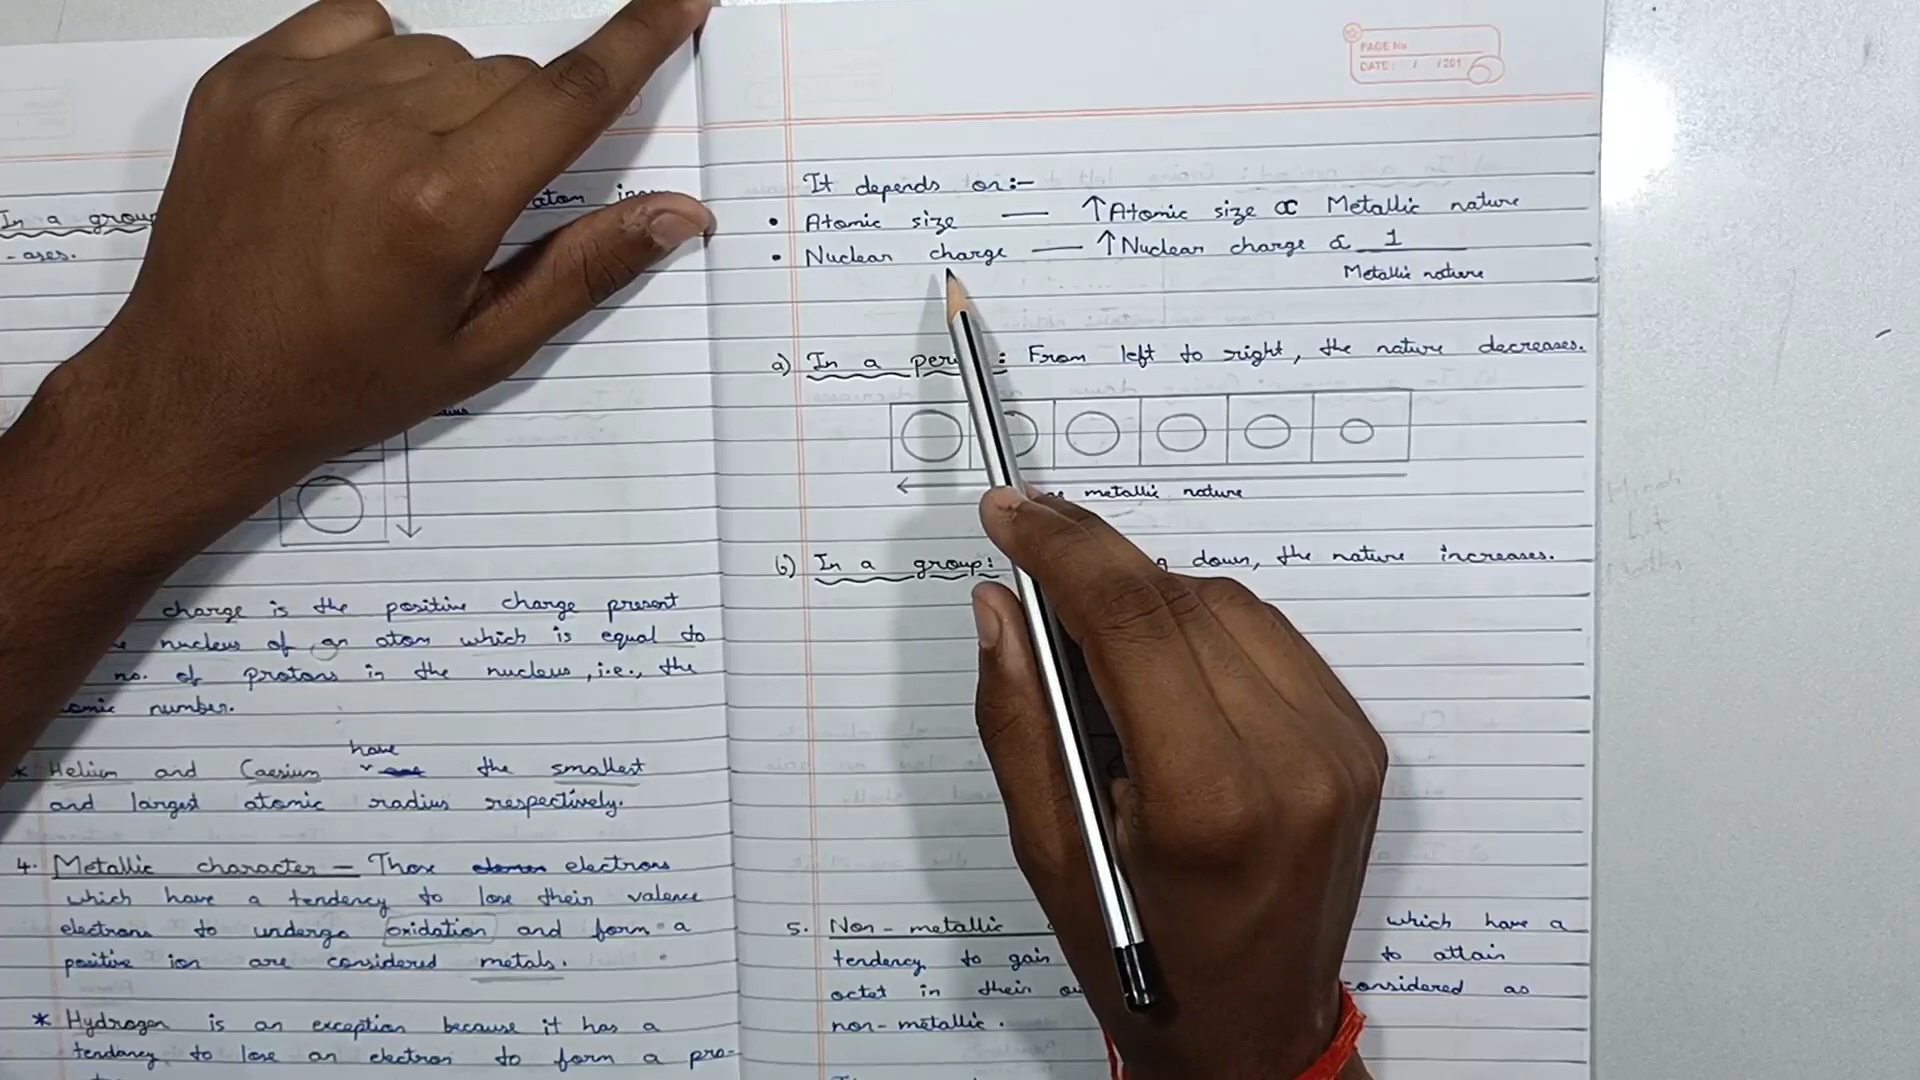 In a group
atom
- ases.
charge is the positive charge present
nucleus of an atom which is equal to
no. of protons in the nucleus, i.e., the
number.
have
* Helium and Caesium the smallest
and largest atomic radius respectively.
4. Metallic character — Those electrons
which have a tendency to lose their valence
electrons to undergo oxidation and form a
positive ion are considered metals.
* Hydrogen is an exception because it has a
tendency to lose an electron to form a pro-
PAGE No
DATE: / /201
It depends on:-
• Atomic size — ↑Atomic size ∝ Metallic nature
• Nuclear charge — ↑Nuclear charge ∝ 1
Metallic nature
a) In a : From left to right, the nature decreases.
metallic nature
b) In a group: down, the nature increases.
5. Non-metallic which have a
tendency to gain to attain
octet in their considered as
non-metallic.